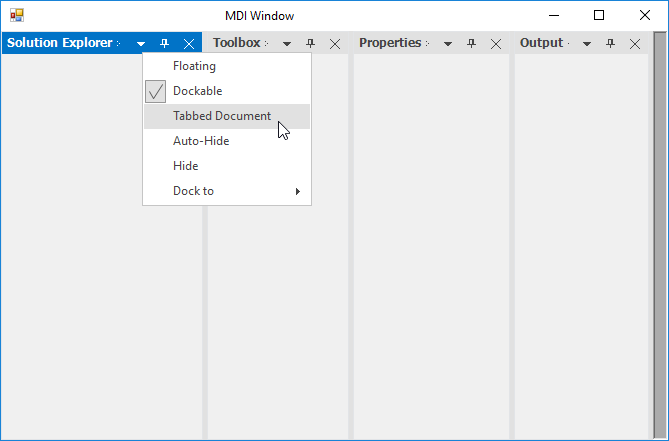 MDI Window
Solution Explorer Toolbox Properties Output
Floating
Dockable
Tabbed Document
Auto-Hide
Hide
Dock to